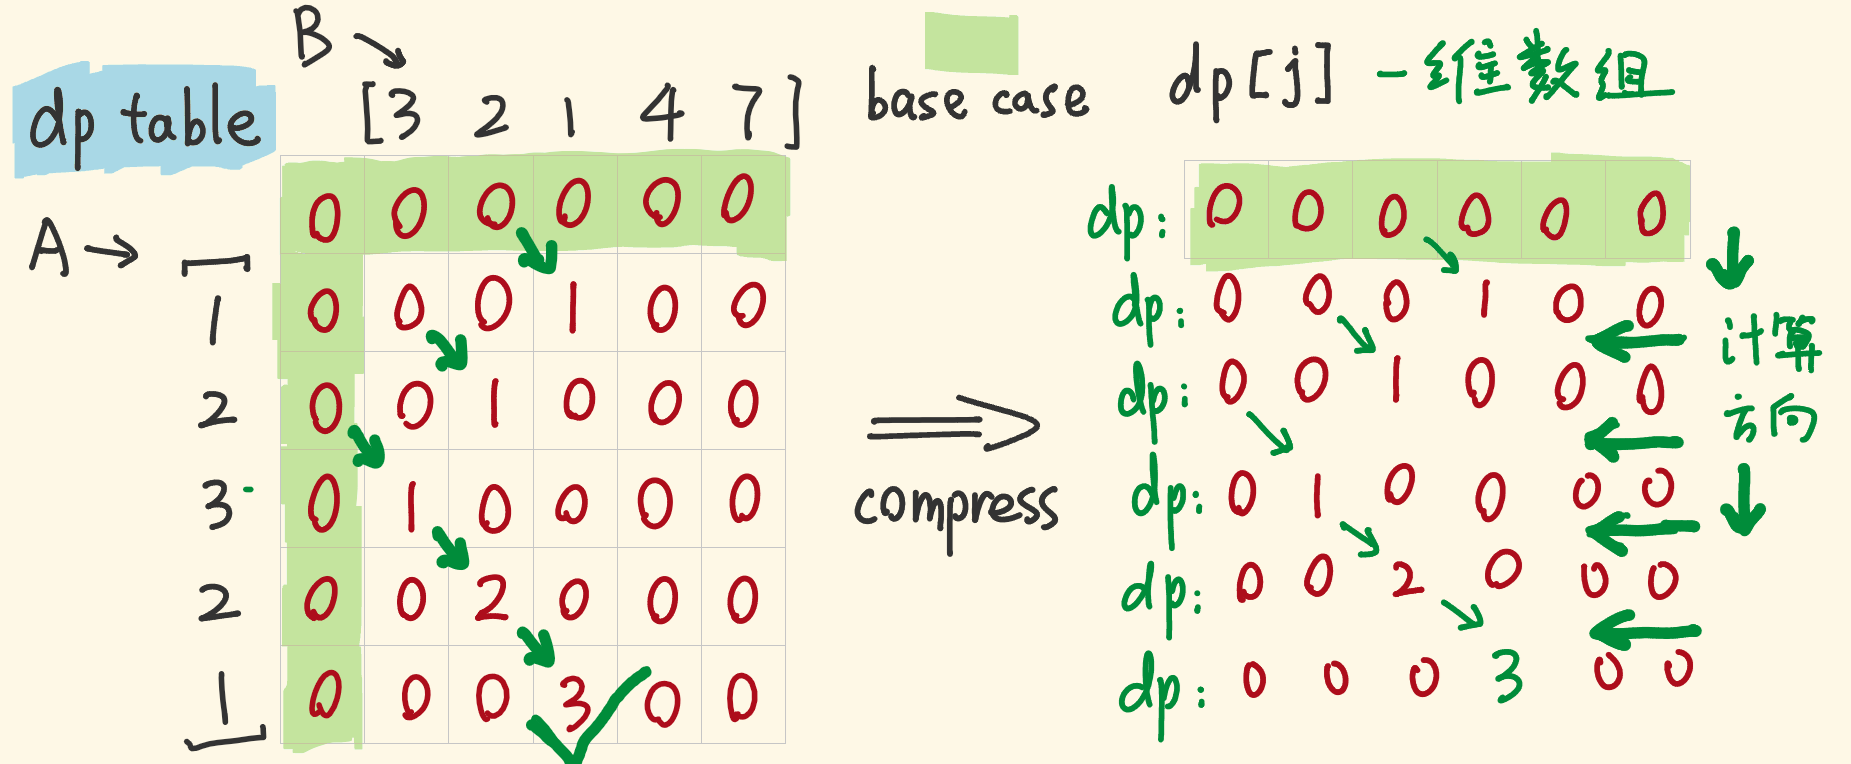 B →
dp table
[3 2 1 4 7]
base case
dp[j] 一维数组
A →
0 0 0 0 0 0
1 0 0 0 1 0 0
2 0 0 1 0 0 0
3 0 1 0 0 0 0
2 0 0 2 0 0 0
1 0 0 0 3 0 0
compress
dp: 0 0 0 0 0 0
dp: 0 0 0 1 0 0
dp: 0 0 1 0 0 0
dp: 0 1 0 0 0 0
dp: 0 0 2 0 0 0
dp: 0 0 0 3 0 0
计算
方向